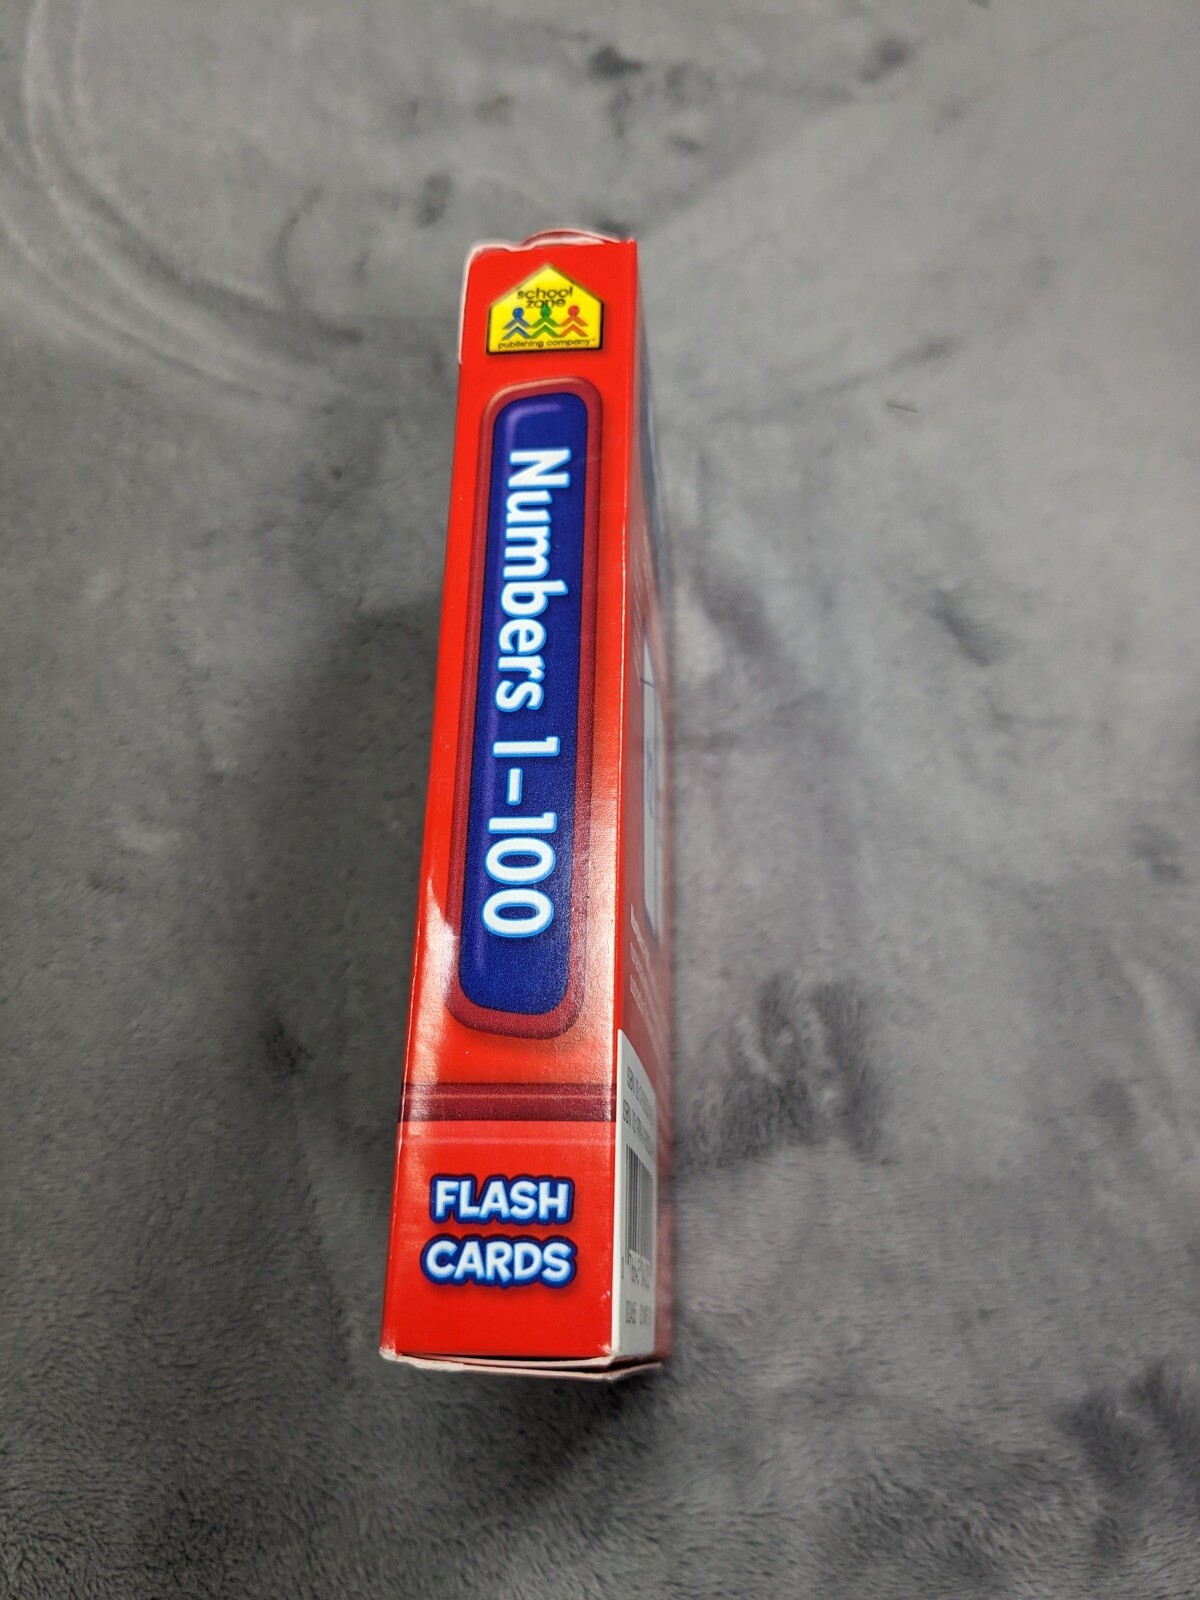 school
zone
publishing company
Numbers 1-100
FLASH
CARDS